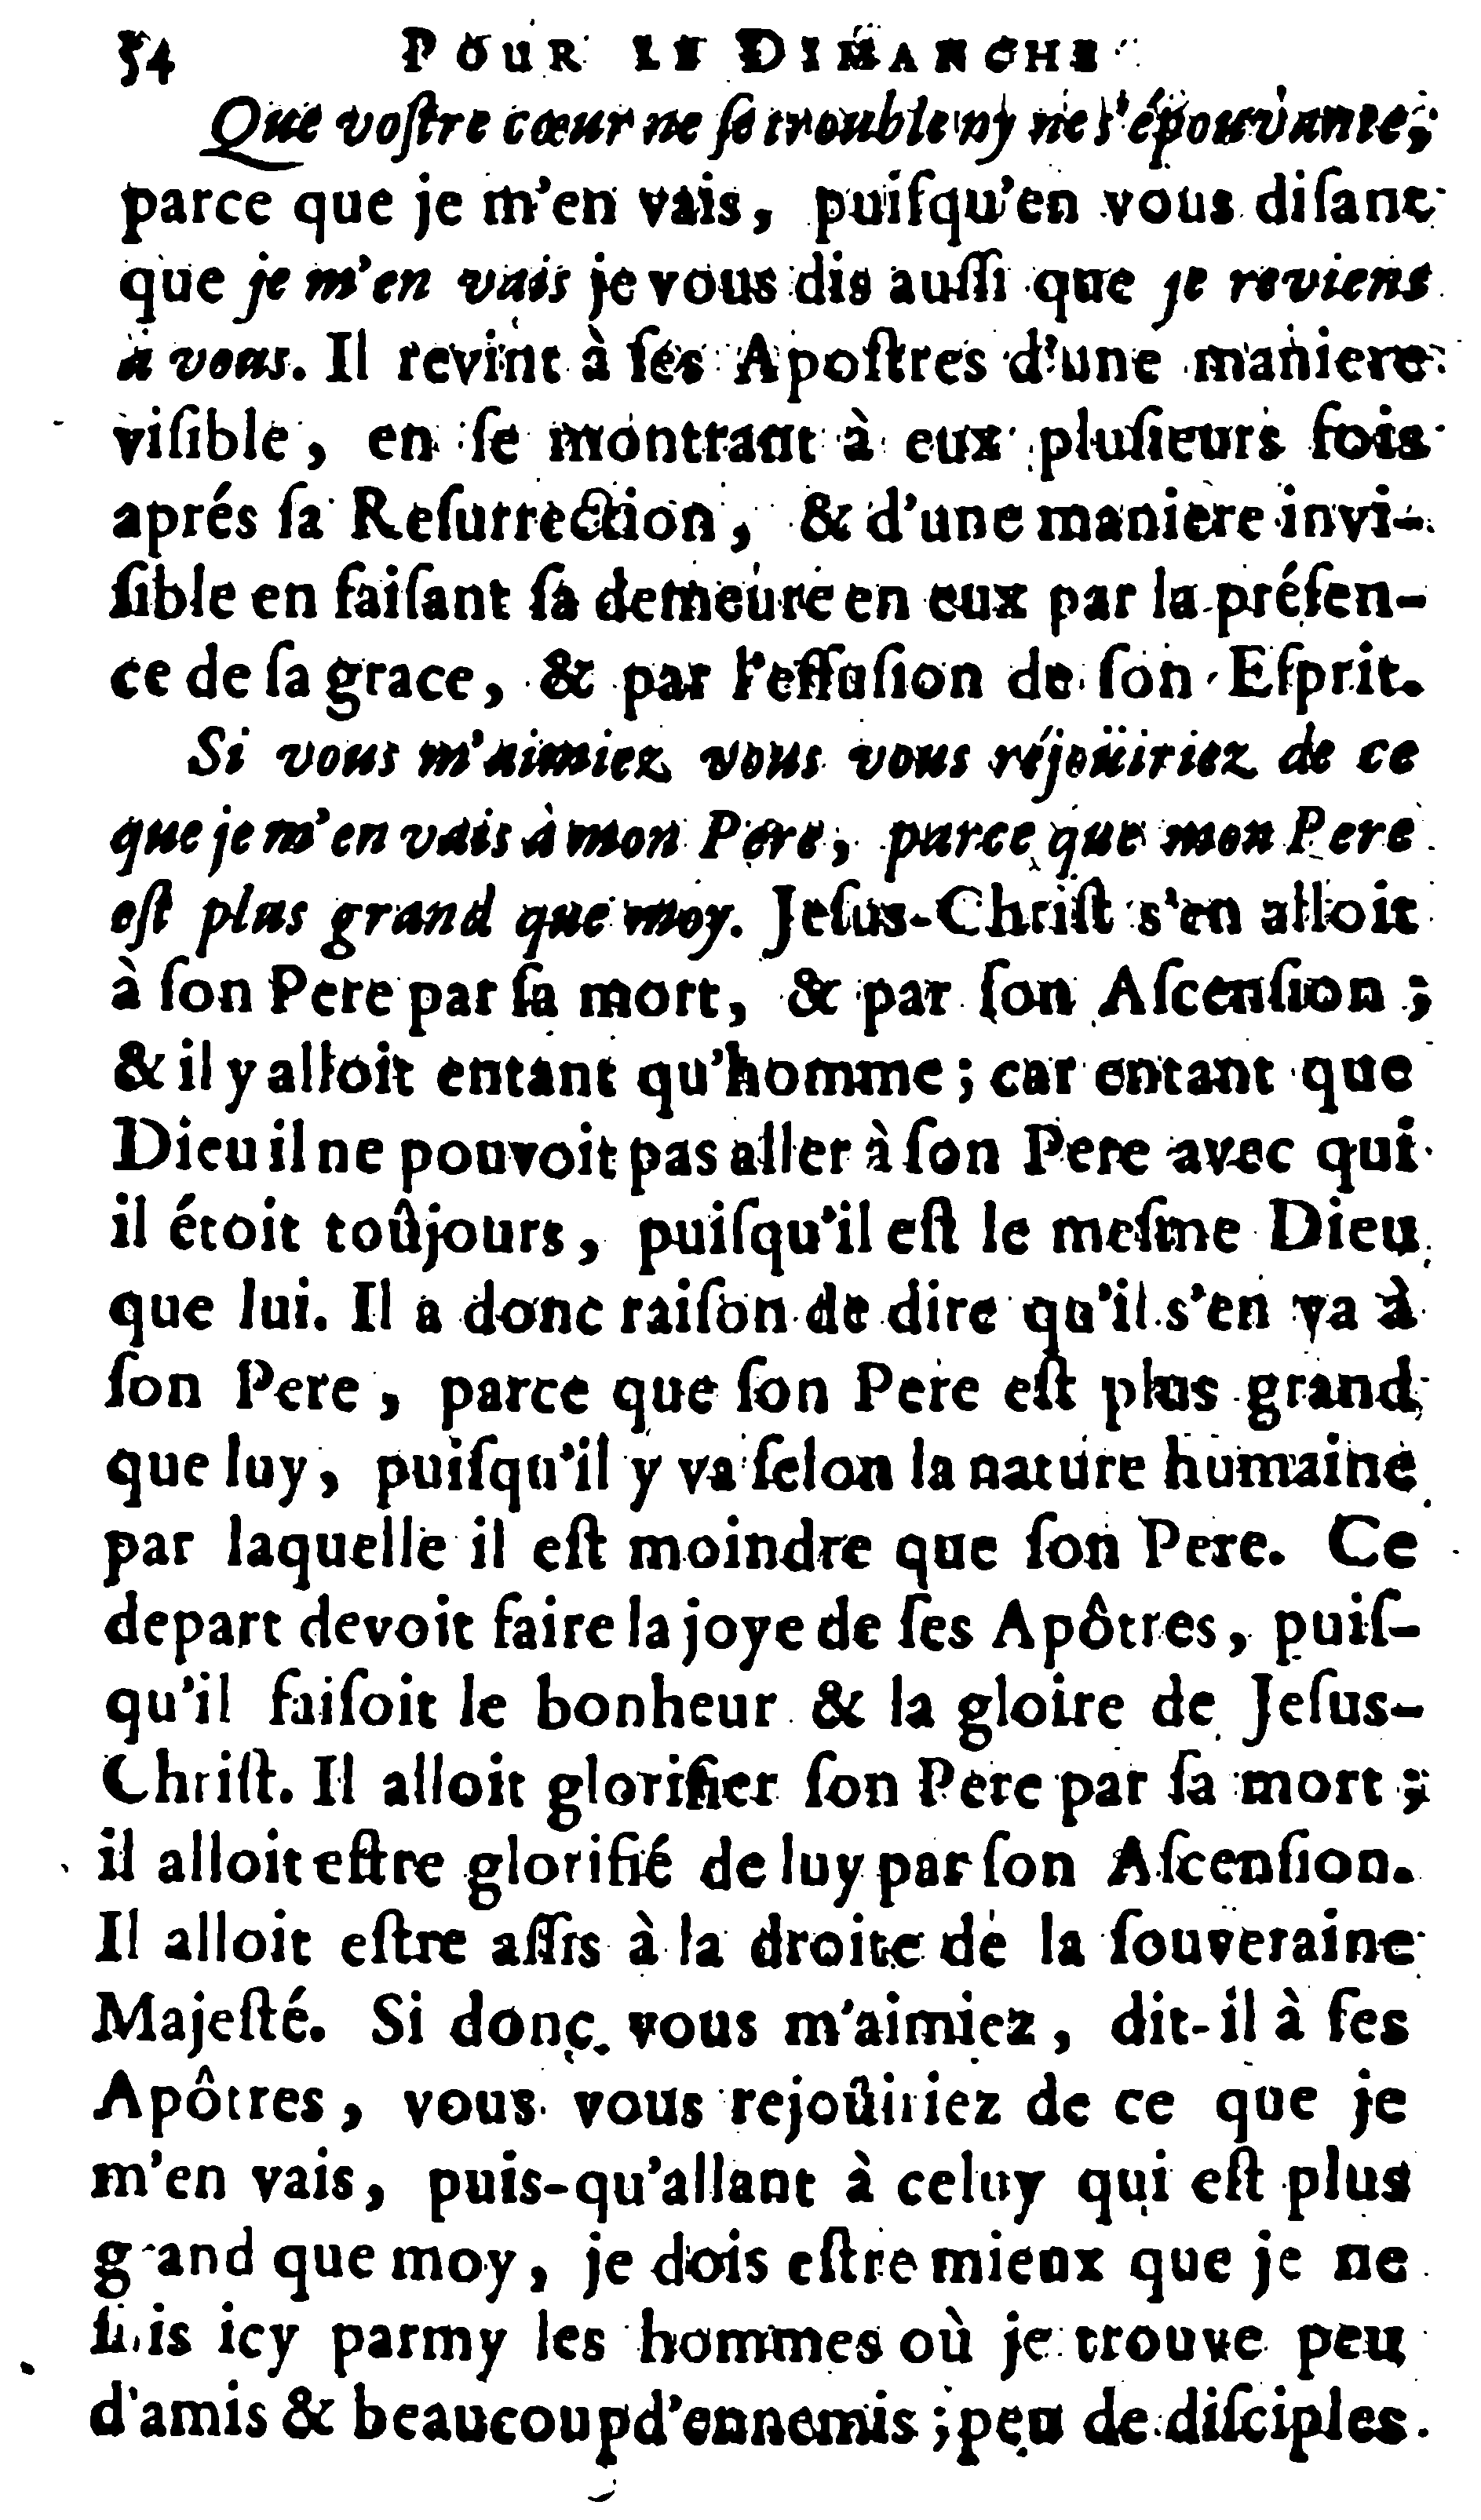 54 POUR LE DIMANCHE
Que voſtre cœur ne ſe trouble ny ne s'épouvante;
parce que je m'en vais, puiſqu'en vous diſant
que je m'en vais je vous dis auſſi que je reviens
à vous. Il revint à ſes Apoſtres d'une maniere
viſible, en ſe montrant à eux pluſieurs fois
aprés ſa Reſurrection, & d'une maniere invi-
ſible en faiſant ſa demeure en eux par la préſen-
ce de ſa grace, & par l'effuſion de ſon Eſprit.
Si vous m'aimiez vous vous réjoüiriez de ce
que je m'en vais à mon Pere, parce que mon Pere
eſt plus grand que moy. Jeſus-Chriſt s'en alloit
à ſon Pere par ſa mort, & par ſon Aſcenſion;
& il y alloit entant qu'homme; car entant que
Dieu il ne pouvoit pas aller à ſon Pere avec qui
il étoit toûjours, puiſqu'il eſt le meſme Dieu
que lui. Il a donc raiſon de dire qu'il s'en va à
ſon Pere, parce que ſon Pere eſt plus grand
que luy, puiſqu'il y va ſelon la nature humaine
par laquelle il eſt moindre que ſon Pere. Ce
depart devoit faire la joye de ſes Apôtres, puiſ-
qu'il faiſoit le bonheur & la gloire de Jeſus-
Chriſt. Il alloit glorifier ſon Pere par ſa mort;
il alloit eſtre glorifié de luy par ſon Aſcenſion.
Il alloit eſtre aſſis à la droite de la ſouveraine
Majeſté. Si donc vous m'aimiez, dit-il à ſes
Apôtres, vous vous rejoüiriez de ce que je
m'en vais, puis-qu'allant à celuy qui eſt plus
grand que moy, je dois eſtre mieux que je ne
ſuis icy parmy les hommes où je trouve peu
d'amis & beaucoup d'ennemis; peu de diſciples